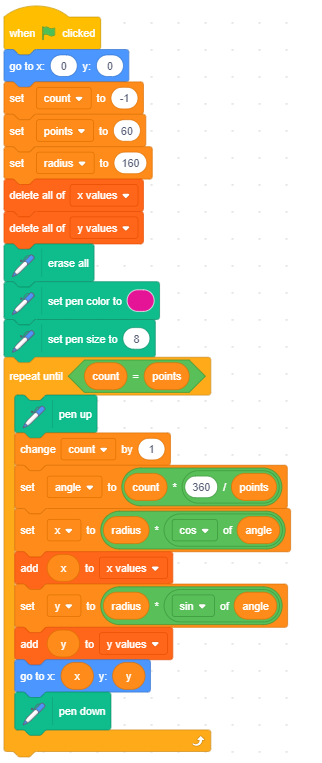 when clicked
go to x: 0 y: 0
set count to -1
set points to 60
set radius to 160
delete all of x values
delete all of y values
erase all
set pen color to
set pen size to 8
repeat until count = points
pen up
change count by 1
set angle to count * 360 / points
set x to radius * cos of angle
add x to x values
set y to radius * sin of angle
add y to y values
go to x: x y: y
pen down